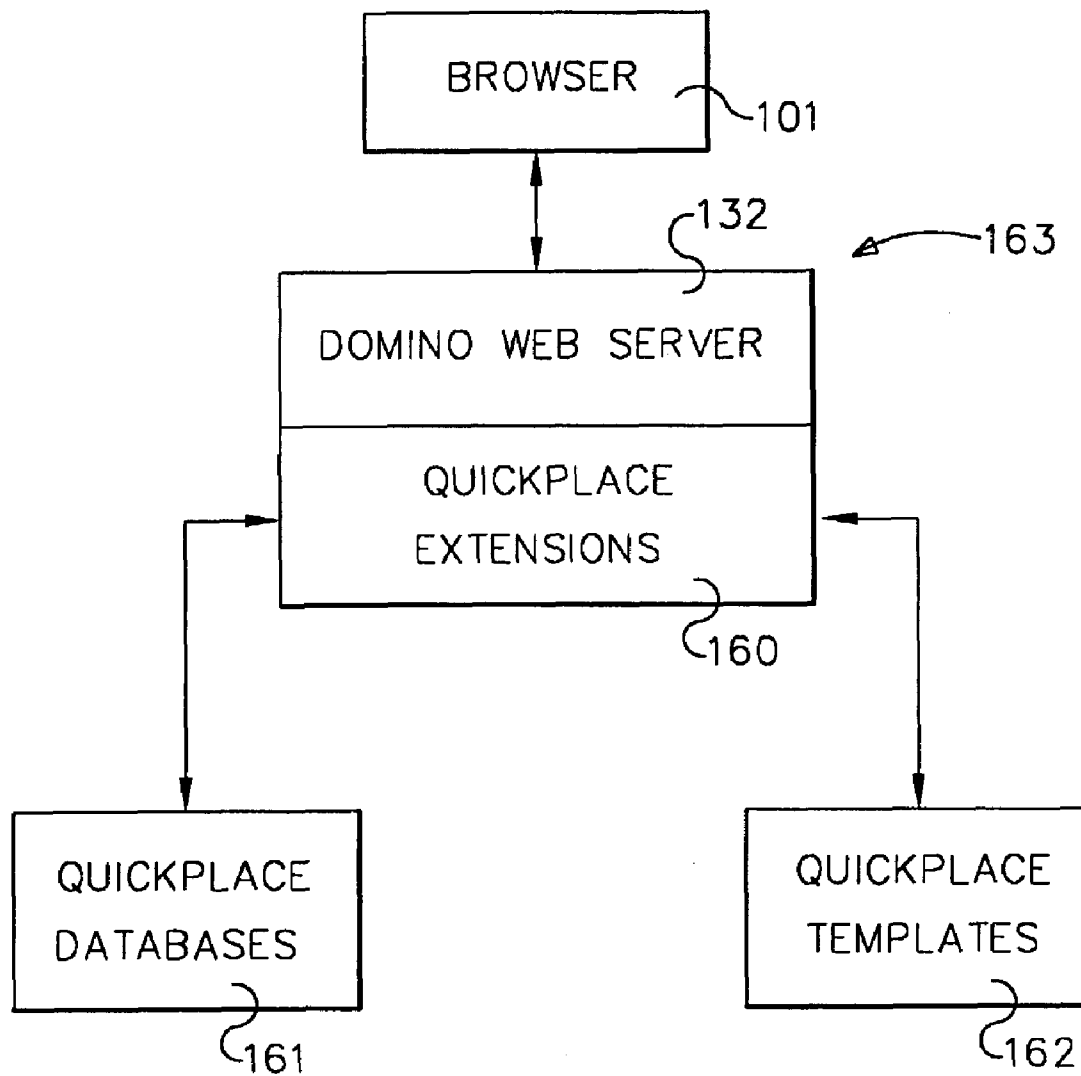 BROWSER
101
132
163
DOMINO WEB SERVER
QUICKPLACE
EXTENSIONS
160
QUICKPLACE
DATABASES
161
QUICKPLACE
TEMPLATES
162